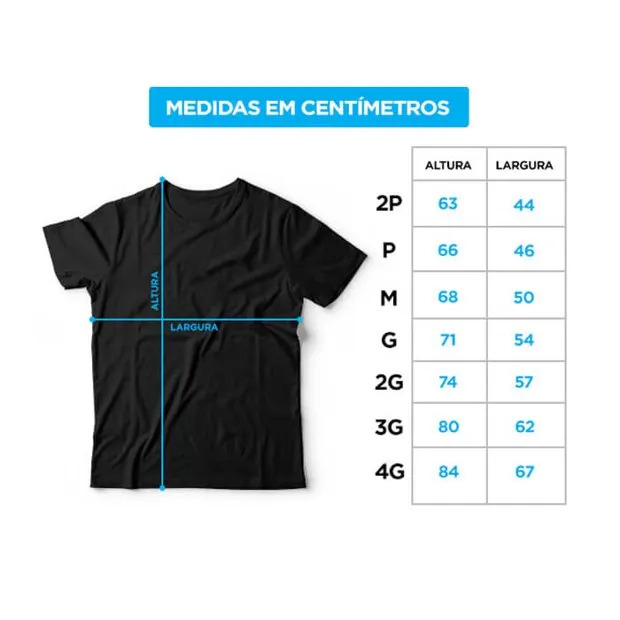 MEDIDAS EM CENTÍMETROS
ALTURA LARGURA
2P 63 44
P 66 46
M 68 50
G 71 54
2G 74 57
3G 80 62
4G 84 67
ALTURA
LARGURA